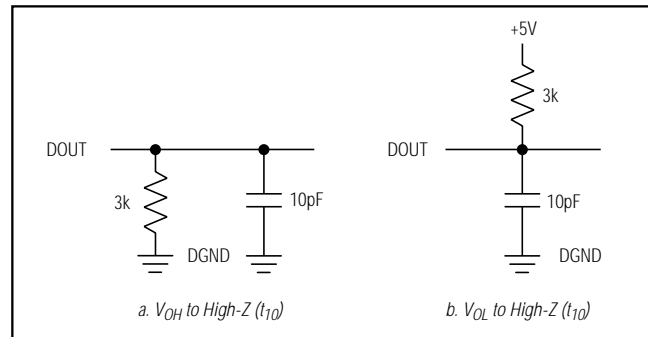 DOUT
3k
10pF
DGND
a. VOH to High-Z (t10)
+5V
3k
DOUT
10pF
DGND
b. VOL to High-Z (t10)